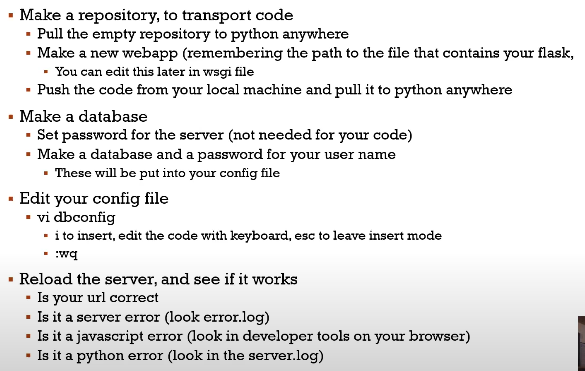 Make a repository, to transport code
Pull the empty repository to python anywhere
Make a new webapp (remembering the path to the file that contains your flask,
You can edit this later in wsgi file
Push the code from your local machine and pull it to python anywhere
Make a database
Set password for the server (not needed for your code)
Make a database and a password for your user name
These will be put into your config file
Edit your config file
vi dbconfig
i to insert, edit the code with keyboard, esc to leave insert mode
:wq
Reload the server, and see if it works
Is your url correct
Is it a server error (look error.log)
Is it a javascript error (look in developer tools on your browser)
Is it a python error (look in the server.log)